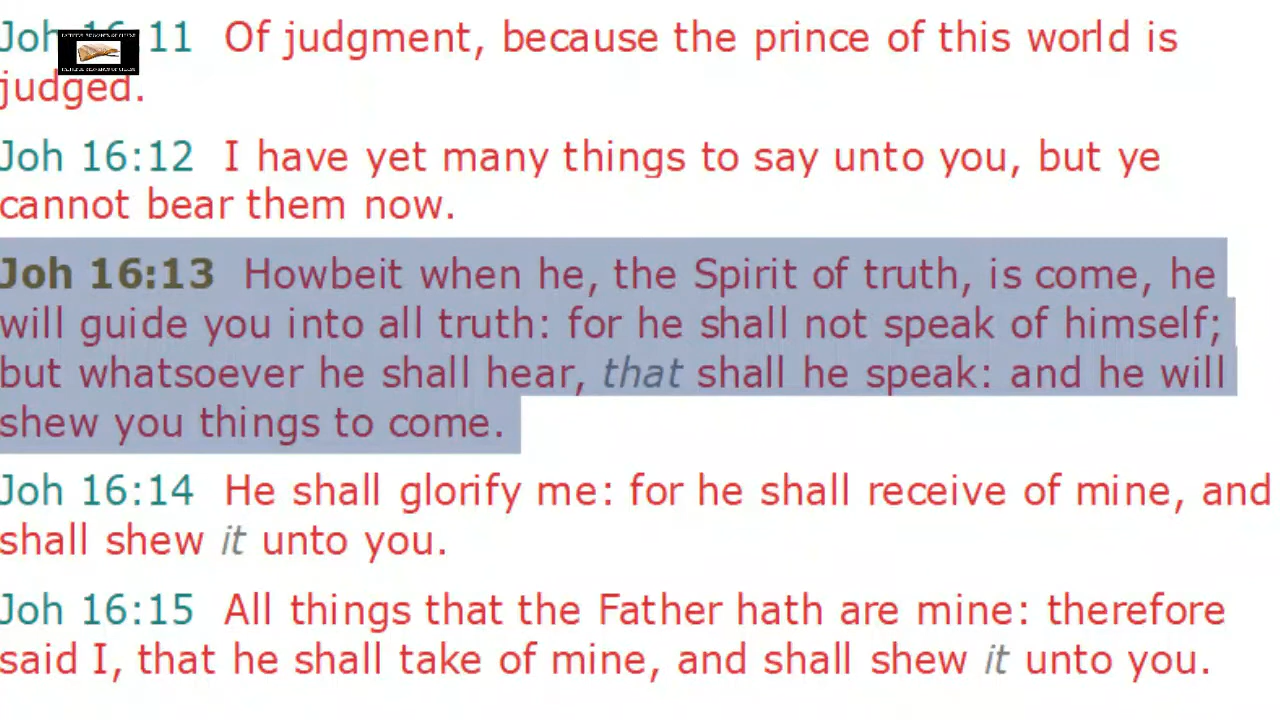 Joh 16:11 Of judgment, because the prince of this world is
judged.
Joh 16:12 I have yet many things to say unto you, but ye
cannot bear them now.
Joh 16:13 Howbeit when he, the Spirit of truth, is come, he
will guide you into all truth: for he shall not speak of himself;
but whatsoever he shall hear, that shall he speak: and he will
shew you things to come.
Joh 16:14 He shall glorify me: for he shall receive of mine, and
shall shew it unto you.
Joh 16:15 All things that the Father hath are mine: therefore
said I, that he shall take of mine, and shall shew it unto you.